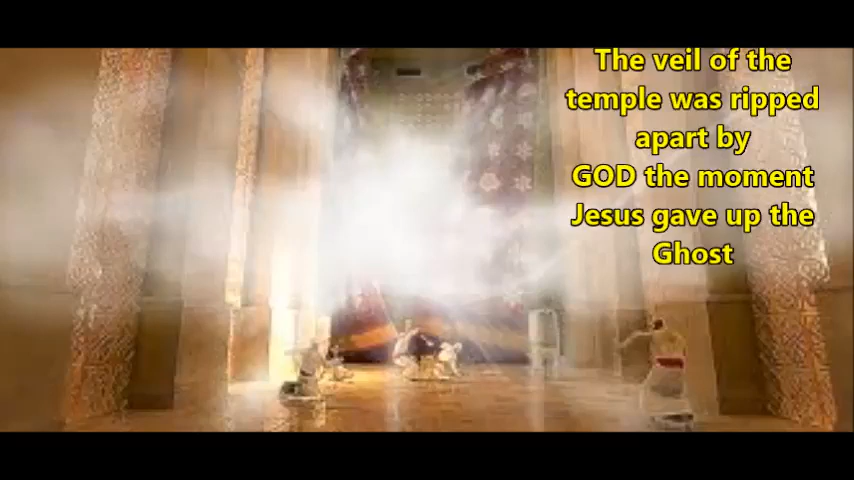 The veil of the
temple was ripped
apart by
GOD the moment
Jesus gave up the
Ghost